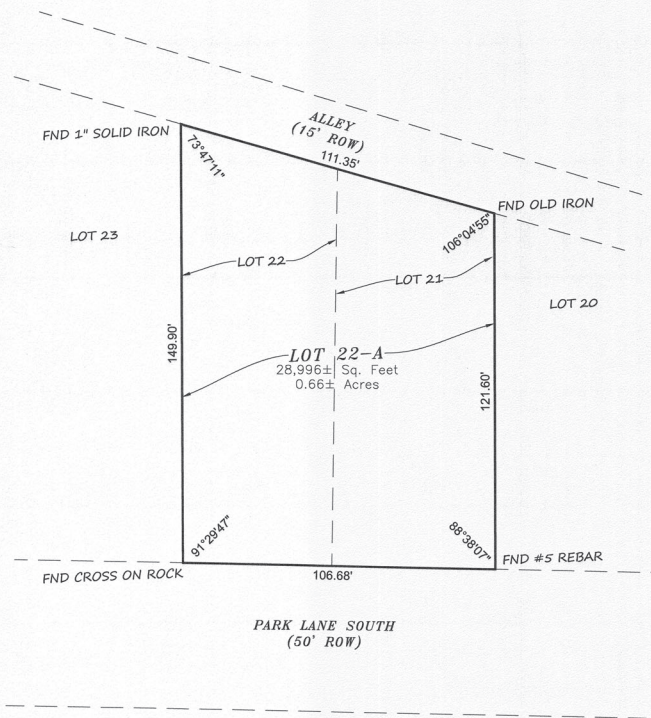 ALLEY
(15' ROW)
111.35'
FND 1" SOLID IRON
73°47'11"
FND OLD IRON
106°04'55"
LOT 23
LOT 22
LOT 21
LOT 20
149.90'
LOT 22-A
28,996± Sq. Feet
0.66± Acres
121.60'
91°29'47"
88°38'07"
FND #5 REBAR
FND CROSS ON ROCK
106.68'
PARK LANE SOUTH
(50' ROW)